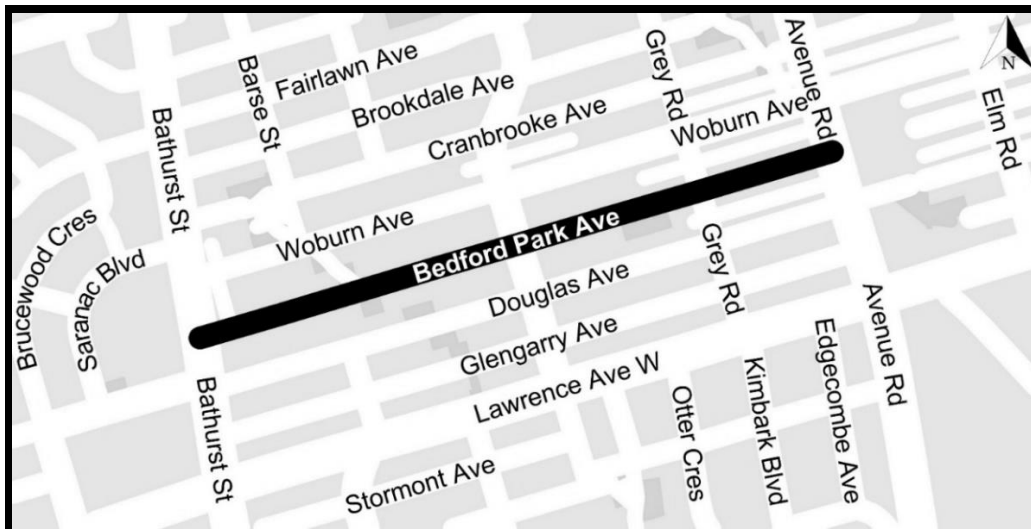 Fairlawn Ave
Barse St
Brookdale Ave
Cranbrooke Ave
Grey Rd
Avenue Rd
N
Woburn Ave
Elm Rd
Bathurst St
Brucewood Cres
Saranac Blvd
Woburn Ave
Bedford Park Ave
Grey Rd
Douglas Ave
Glengarry Ave
Lawrence Ave W
Avenue Rd
Edgecombe Ave
Kimbark Blvd
Otter Cres
Bathurst St
Stormont Ave